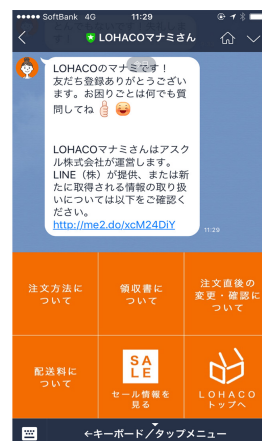 SoftBank 4G 11:29
LOHACOマナミさん
LOHACOのマナミです！
友だち登録ありがとうござい
ます。お困りごとは何でも質
問してね
LOHACOマナミさんはアスク
ル株式会社が運営します。
LINE（株）が提供、または新
たに取得される情報の取り扱
いについては以下をご確認く
ださい。
http://me2.do/xcM24DiY
11:29
注文方法に
ついて
領収書に
ついて
注文直後の
変更・確認に
ついて
配送料に
ついて
SA
LE
セール情報を
見る
LOHACO
トップへ
←キーボード／タップメニュー